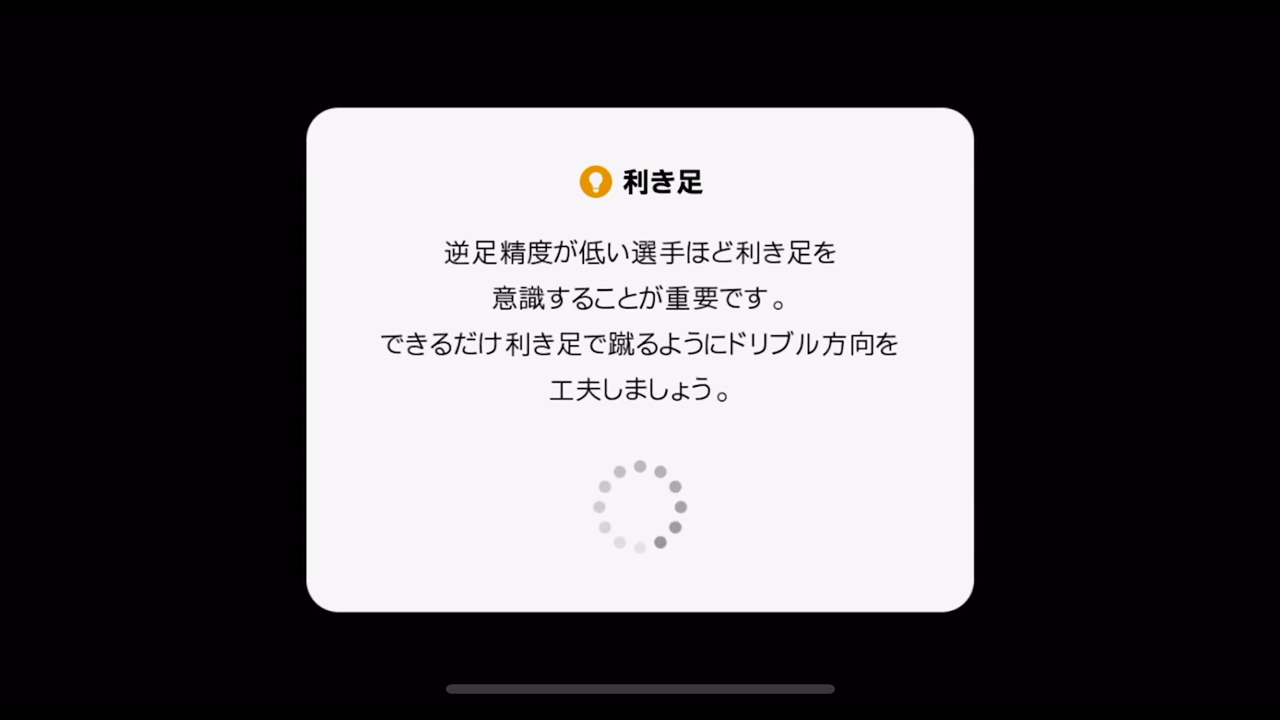 利き足
逆足精度が低い選手ほど利き足を
意識することが重要です。
できるだけ利き足で蹴るようにドリブル方向を
工夫しましょう。